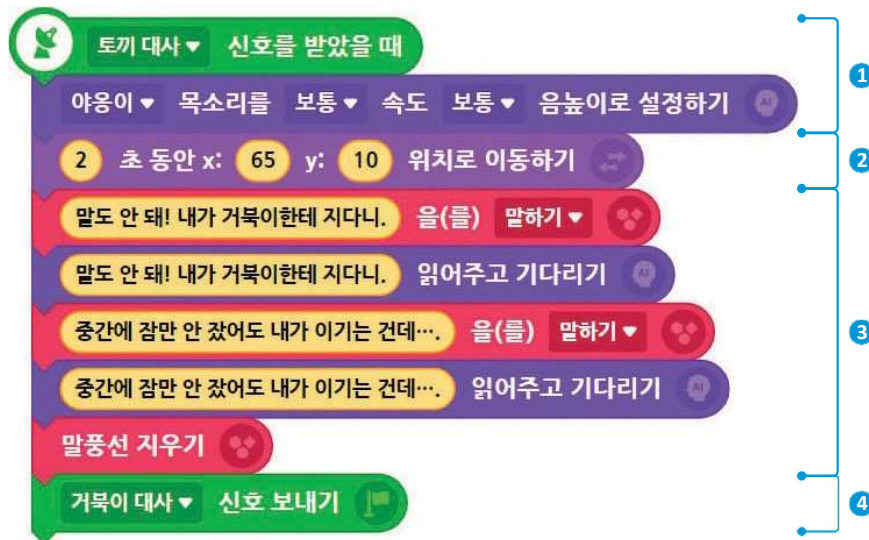 토끼 대사 신호를 받았을 때
1
야옹이 목소리를 보통 속도 보통 음높이로 설정하기 AI
2 초 동안 x: 65 y: 10 위치로 이동하기
2
말도 안 돼! 내가 거북이한테 지다니. 을(를) 말하기
말도 안 돼! 내가 거북이한테 지다니. 읽어주고 기다리기 AI
중간에 잠만 안 잤어도 내가 이기는 건데…. 을(를) 말하기
3
중간에 잠만 안 잤어도 내가 이기는 건데…. 읽어주고 기다리기 AI
말풍선 지우기
거북이 대사 신호 보내기
4